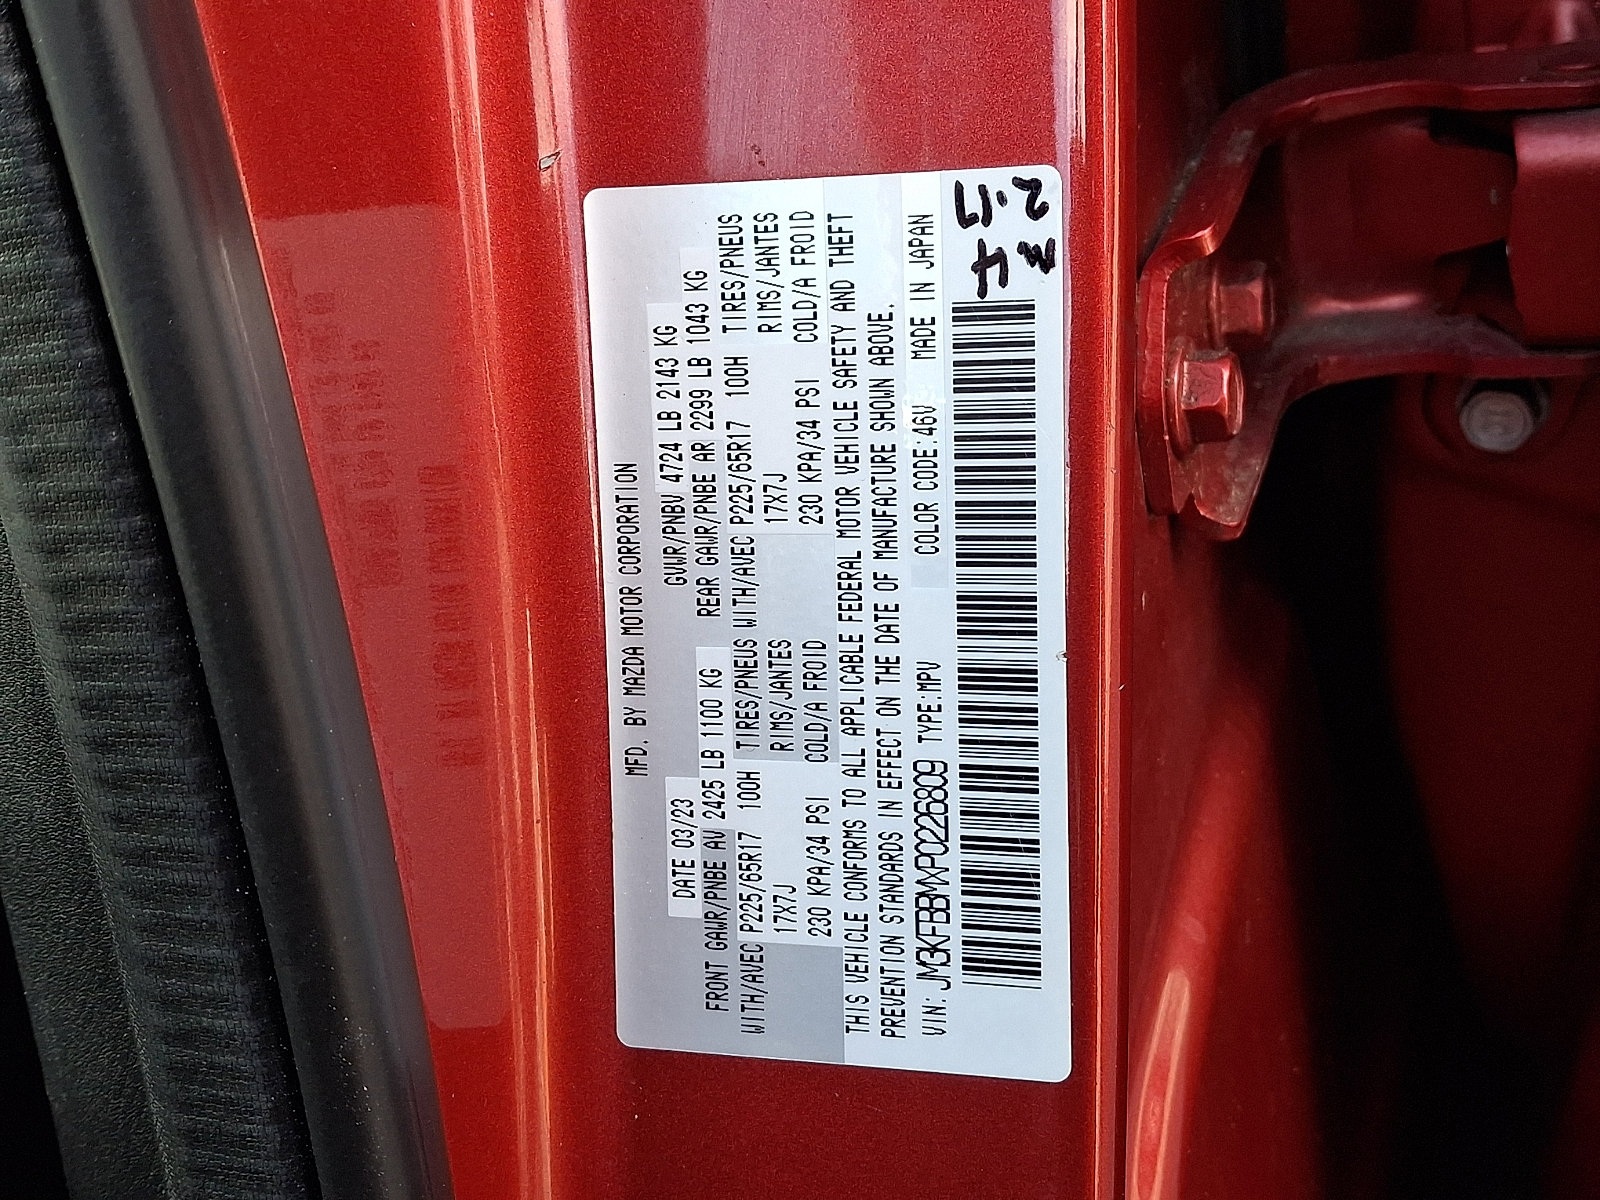 MFD. BY MAZDA MOTOR CORPORATION
DATE 03/23 GVWR/PNBV 4724 LB 2143 KG
FRONT GAWR/PNBE AV 2425 LB 1100 KG REAR GAWR/PNBE AR 2299 LB 1043 KG
WITH/AVEC P225/65R17 100H TIRES/PNEUS WITH/AVEC P225/65R17 100H TIRES/PNEUS
17X7J RIMS/JANTES 17X7J RIMS/JANTES
230 KPA/34 PSI COLD/A FROID 230 KPA/34 PSI COLD/A FROID
THIS VEHICLE CONFORMS TO ALL APPLICABLE FEDERAL MOTOR VEHICLE SAFETY AND THEFT
PREVENTION STANDARDS IN EFFECT ON THE DATE OF MANUFACTURE SHOWN ABOVE.
VIN: JM3KFBBMXP0226809 TYPE:MPV COLOR CODE:46V MADE IN JAPAN